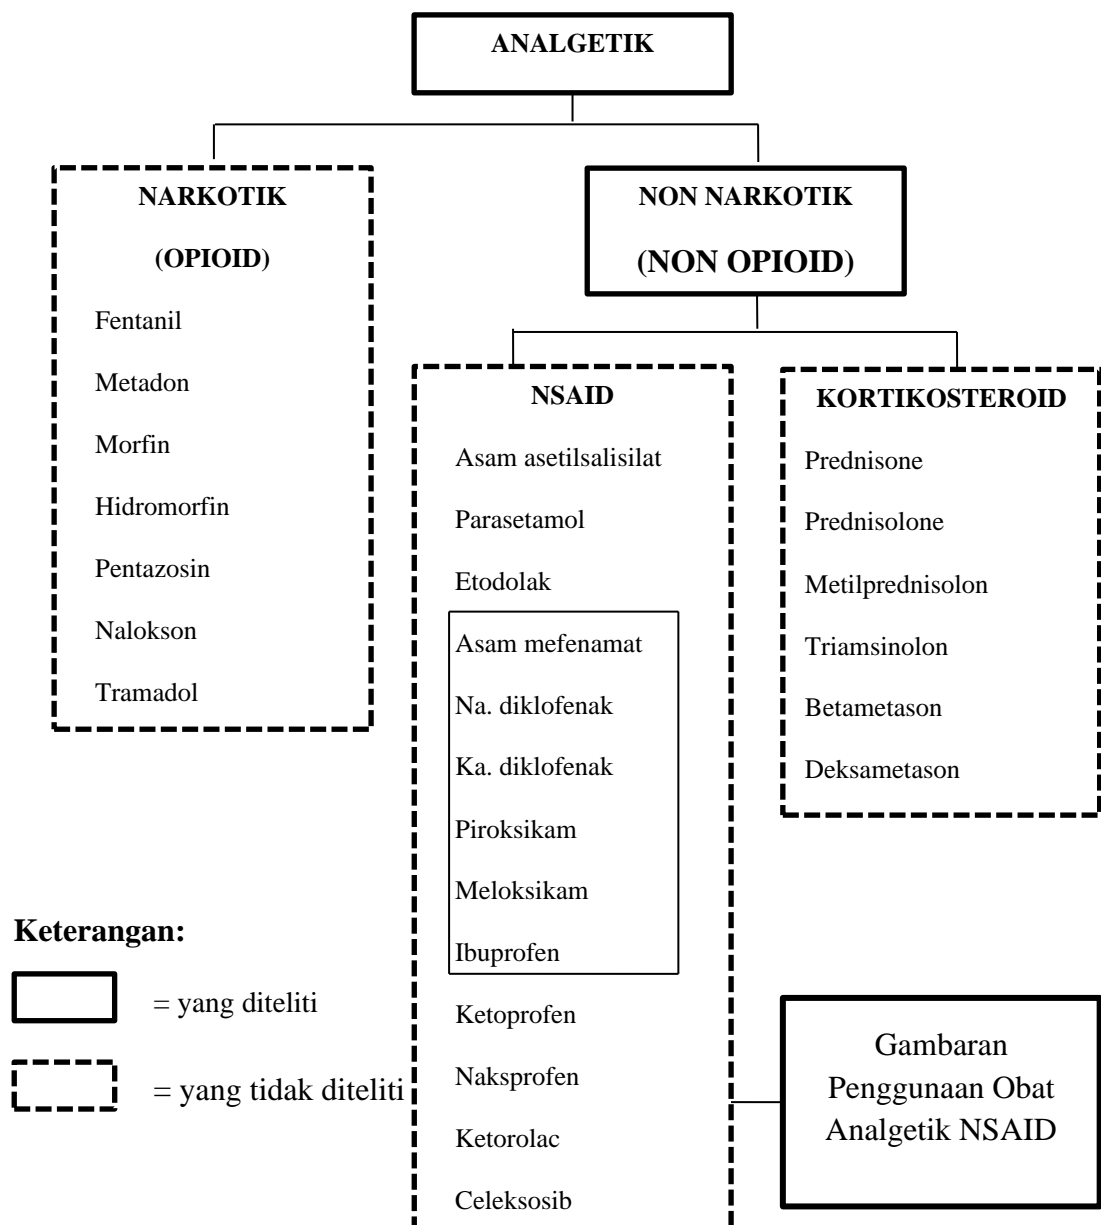 ANALGETIK
NARKOTIK
(OPIOID)
Fentanil
Metadon
Morfin
Hidromorfin
Pentazosin
Nalokson
Tramadol
NON NARKOTIK
(NON OPIOID)
NSAID
Asam asetilsalisilat
Parasetamol
Etodolak
Asam mefenamat
Na. diklofenak
Ka. diklofenak
Piroksikam
Meloksikam
Ibuprofen
Ketoprofen
Naksprofen
Ketorolac
Celeksosib
KORTIKOSTEROID
Prednisone
Prednisolone
Metilprednisolon
Triamsinolon
Betametason
Deksametason
Keterangan:
= yang diteliti
= yang tidak diteliti
Gambaran
Penggunaan Obat
Analgetik NSAID